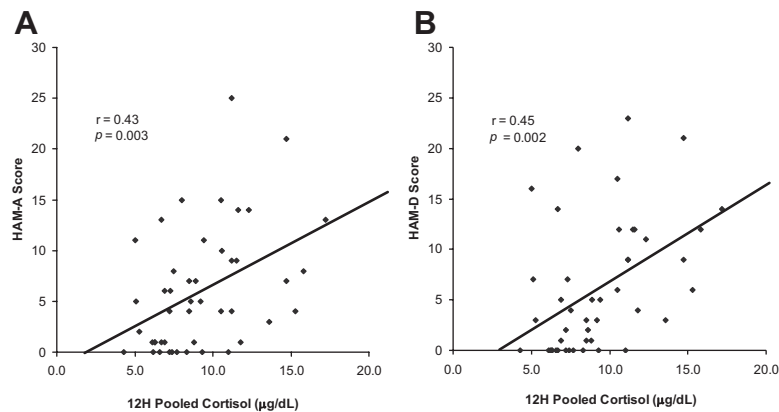 A
30
25
20
15
10
5
0
HAM-A Score
r = 0.43
p = 0.003
0.0 5.0 10.0 15.0 20.0
12H Pooled Cortisol (µg/dL)
B
30
25
20
15
10
5
0
HAM-D Score
r = 0.45
p = 0.002
0.0 5.0 10.0 15.0 20.0
12H Pooled Cortisol (µg/dL)